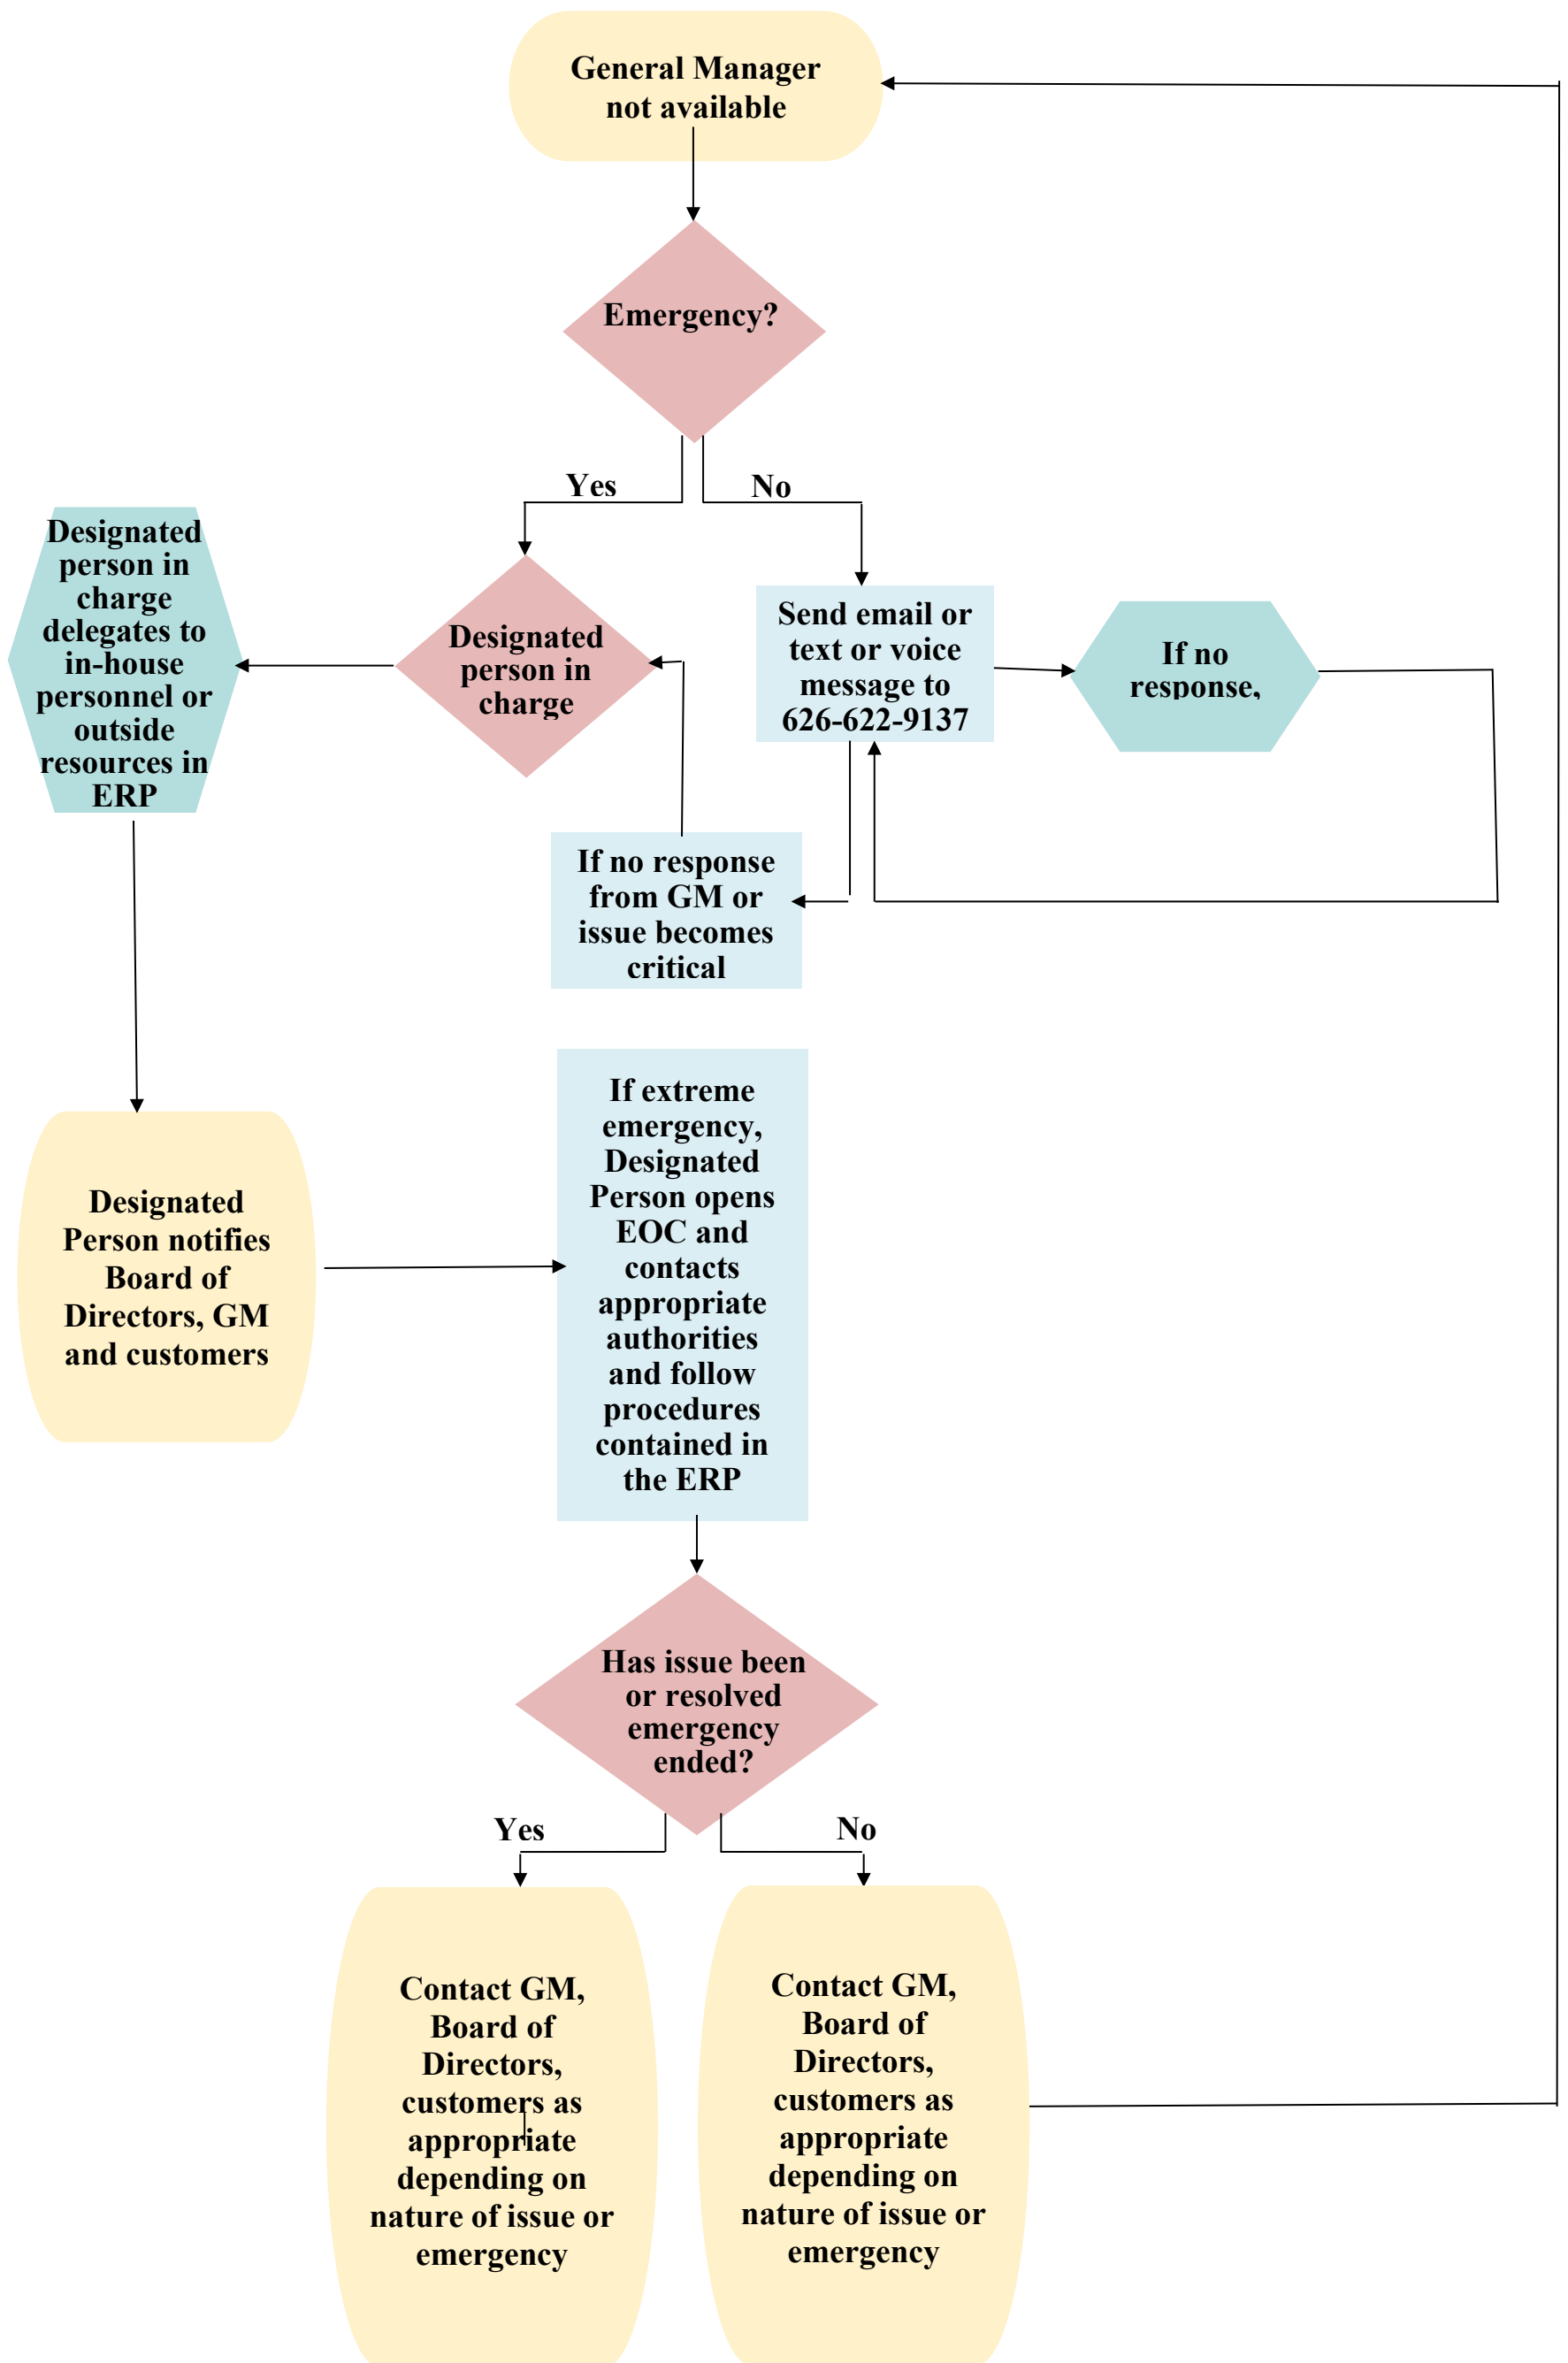 General Manager
not available
Emergency?
Yes
No
Designated
person in
charge
delegates to
in-house
personnel or
outside
resources in
ERP
Designated
person in
charge
Send email or
text or voice
message to
626-622-9137
If no
response,
If no response
from GM or
issue becomes
critical
Designated
Person notifies
Board of
Directors, GM
and customers
If extreme
emergency,
Designated
Person opens
EOC and
contacts
appropriate
authorities
and follow
procedures
contained in
the ERP
Has issue been
or resolved
emergency
ended?
Yes
No
Contact GM,
Board of
Directors,
customers as
appropriate
depending on
nature of issue or
emergency
Contact GM,
Board of
Directors,
customers as
appropriate
depending on
nature of issue or
emergency